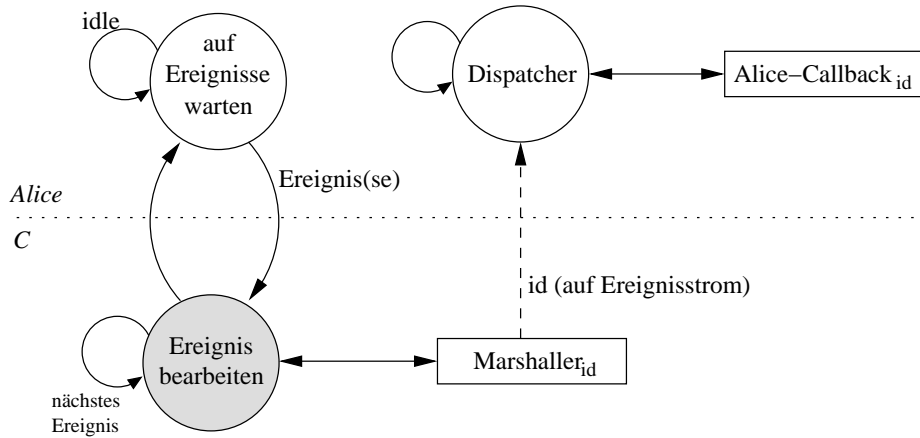 idle
auf
Ereignisse
warten
Dispatcher
Alice–Callback id
Ereignis(se)
Alice
C
id (auf Ereignisstrom)
Ereignis
bearbeiten
Marshaller id
nächstes
Ereignis